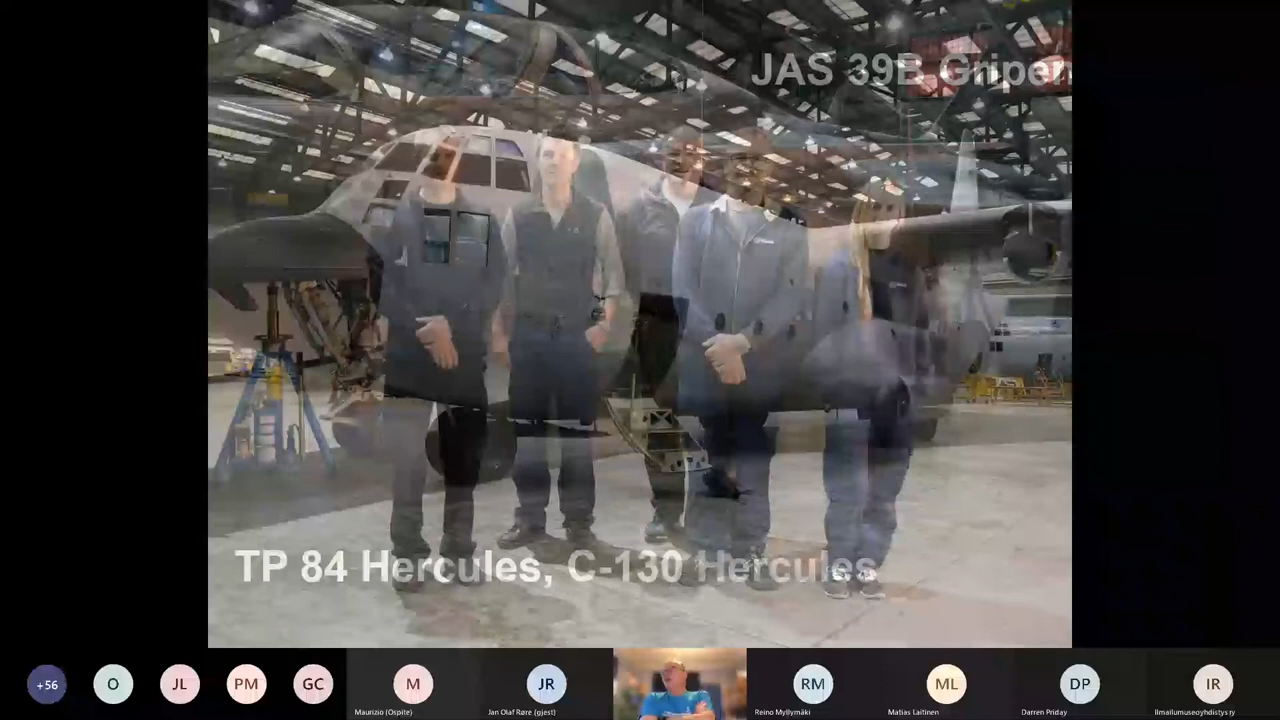 JAS 39B Gripen
TP 84 Hercules, C-130 Hercules
+56
O
JL
PM
GC
M
JR
RM
ML
DP
IR
Maurizio (Ospite)
Jan Olaf Røre (gjest)
Reino Myllymäki
Matias Laitinen
Darren Priday
Ilmailumuseoyhdistys ry